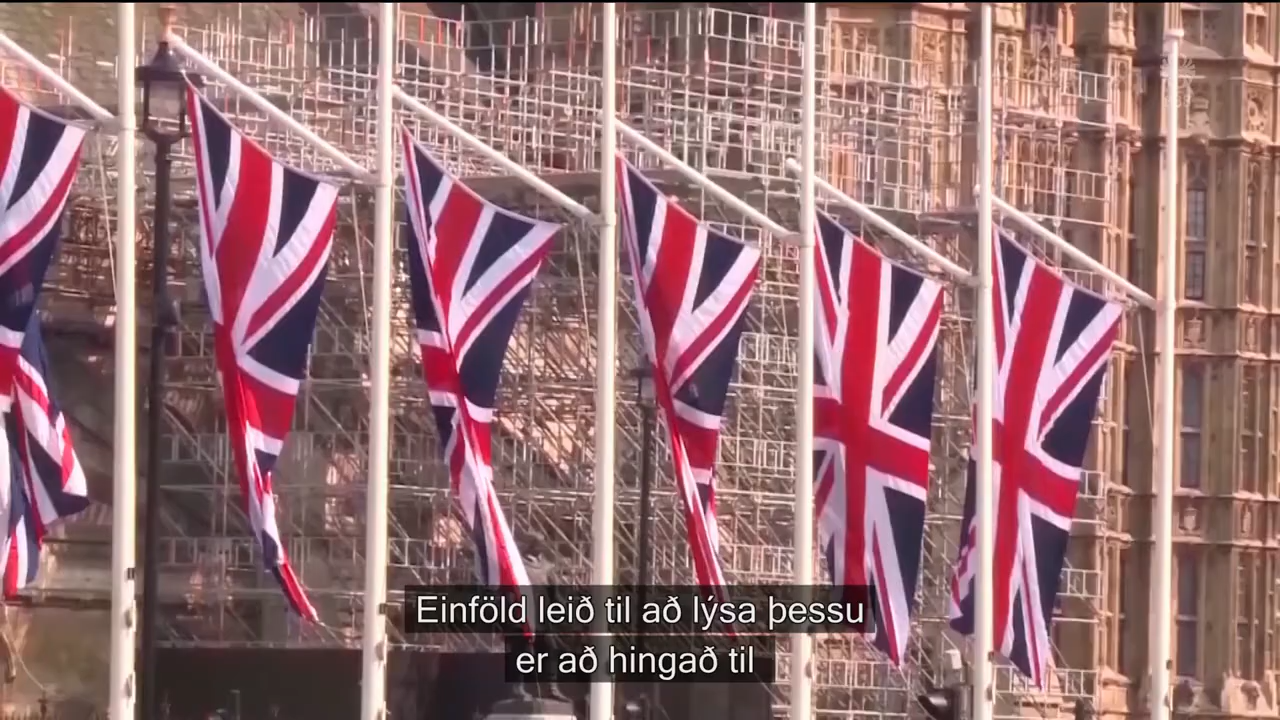 Einföld leið til að lýsa þessu
er að hingað til